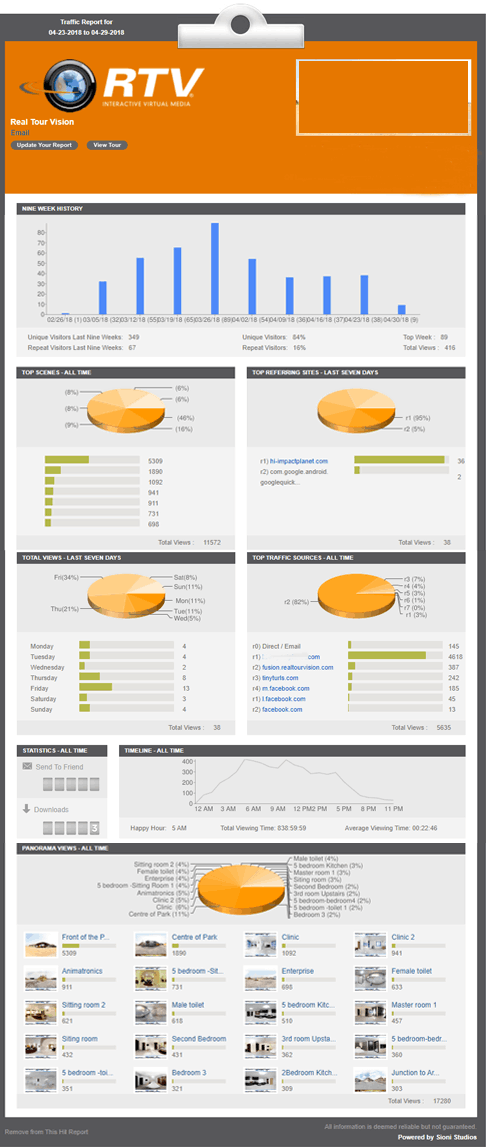 Traffic Report for
04-23-2018 to 04-29-2018
RTV
INTERACTIVE VIRTUAL MEDIA
Real Tour Vision
Email
Update Your Report View Tour
NINE WEEK HISTORY
80
70
60
50
40
30
20
10
0
02/26/18 (1) 03/05/18 (32) 03/12/18 (55) 03/19/18 (65) 03/26/18 (89) 04/02/18 (54) 04/09/18 (36) 04/16/18 (37) 04/23/18 (38) 04/30/18 (9)
Unique Visitors Last Nine Weeks: 349 Unique Visitors: 84% Top Week : 89
Repeat Visitors Last Nine Weeks: 67 Repeat Visitors: 16% Total Views : 416
TOP SCENES - ALL TIME
(6%)
(8%) (6%)
(8%) (46%)
(9%) (16%)
5309
1890
1092
941
911
731
698
Total Views : 11572
TOP REFERRING SITES - LAST SEVEN DAYS
r1 (95%)
r2 (5%)
r1) hi-impactplanet.com 36
r2) com.google.android. 2
googlequick...
Total Views : 38
TOTAL VIEWS - LAST SEVEN DAYS
Fri(34%) Sat(8%)
Sun(11%)
Mon(11%)
Thu(21%) Tue(11%)
Wed(5%)
Monday 4
Tuesday 4
Wednesday 2
Thursday 8
Friday 13
Saturday 3
Sunday 4
Total Views : 38
TOP TRAFFIC SOURCES - ALL TIME
r3 (7%)
r4 (4%)
r5 (3%)
r2 (82%) r6 (1%)
r7 (0%)
r1 (3%)
r0) Direct / Email 145
r1) .com 4618
r2) fusion.realtourvision.com 387
r3) tinyfurls.com 242
r4) m.facebook.com 185
r1) l.facebook.com 45
r2) facebook.com 13
Total Views : 5635
STATISTICS - ALL TIME
Send To Friend
Downloads
3
TIMELINE - ALL TIME
400
300
200
100
0
12 AM 3 AM 6 AM 9 AM 12 PM 2 PM 5 PM 8 PM 11 PM
Happy Hour: 5 AM Total Viewing Time: 838:59:59 Average Viewing Time: 00:22:46
PANORAMA VIEWS - ALL TIME
Sitting room 2 (4%) Male toilet (4%)
Female toilet (4%) 5 bedroom Kitchen (3%)
Enterprise (4%) Master room 1 (3%)
5 bedroom -Sitting Room 1 (4%) Siting room (3%)
Animatronics (5%) Second Bedroom (2%)
Clinic 2 (5%) 3rd room Upstairs (2%)
Clinic (6%) 5 bedroom-bedroom4 (2%)
Centre of Park (11%) 5 bedroom -toilet 1 (2%)
Bedroom 3 (2%)
Front of the P... Centre of Park Clinic Clinic 2
5309 1890 1092 941
Animatronics 5 bedroom -Sit... Enterprise Female toilet
911 731 698 633
Sitting room 2 Male toilet 5 bedroom Kitc... Master room 1
621 618 510 457
Siting room Second Bedroom 3rd room Upsta... 5 bedroom-bedr...
432 431 362 360
5 bedroom -toi... Bedroom 3 2Bedroom Kitch... Junction to Ar...
351 321 309 303
Total Views : 17280
Remove from This Hit Report
All information is deemed reliable but not guaranteed.
Powered by Sioni Studios